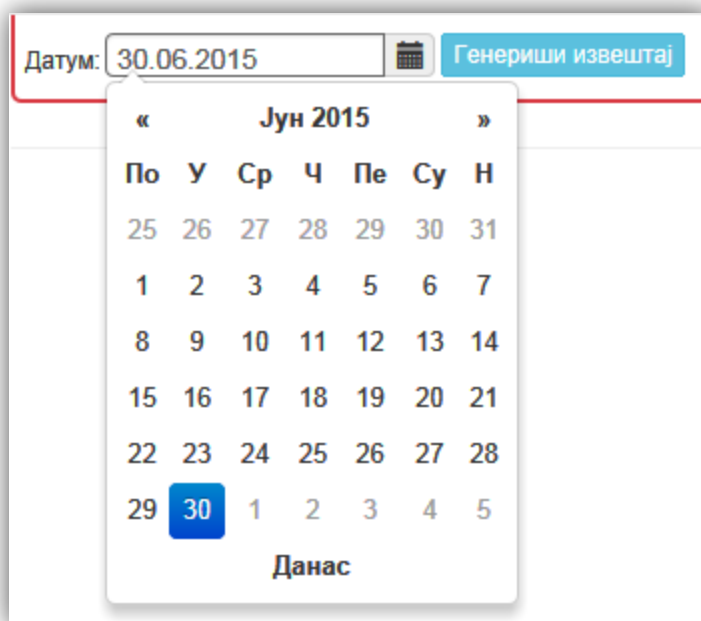 Датум: 30.06.2015 Генериши извештај
« Јун 2015 »
По У Ср Ч Пе Су Н
25 26 27 28 29 30 31
1 2 3 4 5 6 7
8 9 10 11 12 13 14
15 16 17 18 19 20 21
22 23 24 25 26 27 28
29 30 1 2 3 4 5
Данас